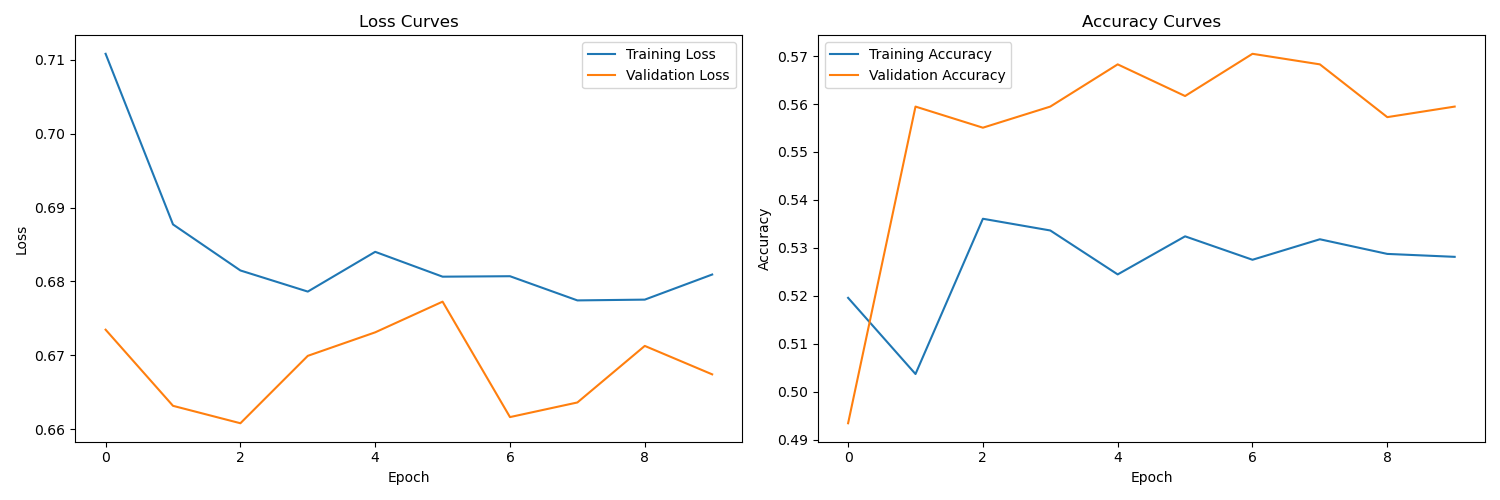 Loss Curves
Training Loss
Validation Loss
0.71
0.70
0.69
0.68
0.67
0.66
Loss
0 2 4 6 8
Epoch
Accuracy Curves
Training Accuracy
Validation Accuracy
0.57
0.56
0.55
0.54
0.53
0.52
0.51
0.50
0.49
Accuracy
0 2 4 6 8
Epoch